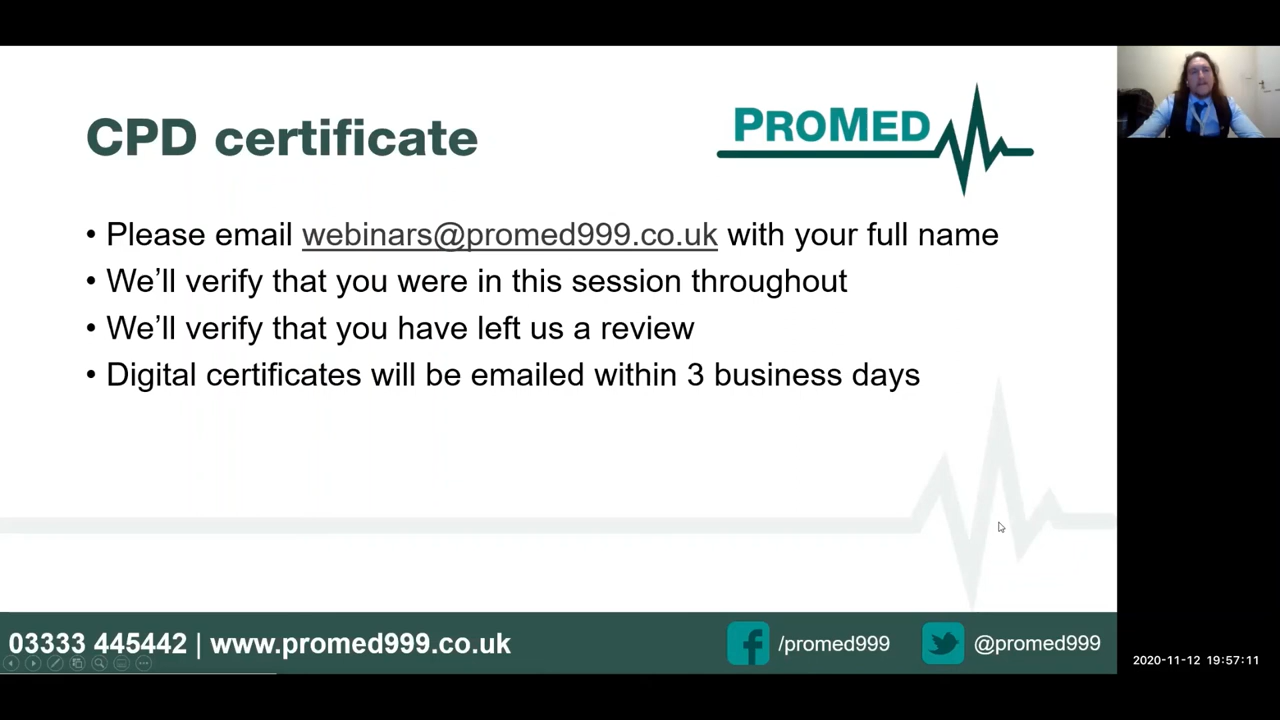 CPD certificate
PROMED
• Please email webinars@promed999.co.uk with your full name
• We’ll verify that you were in this session throughout
• We’ll verify that you have left us a review
• Digital certificates will be emailed within 3 business days
03333 445442 | www.promed999.co.uk
/promed999
@promed999
2020-11-12 19:57:11